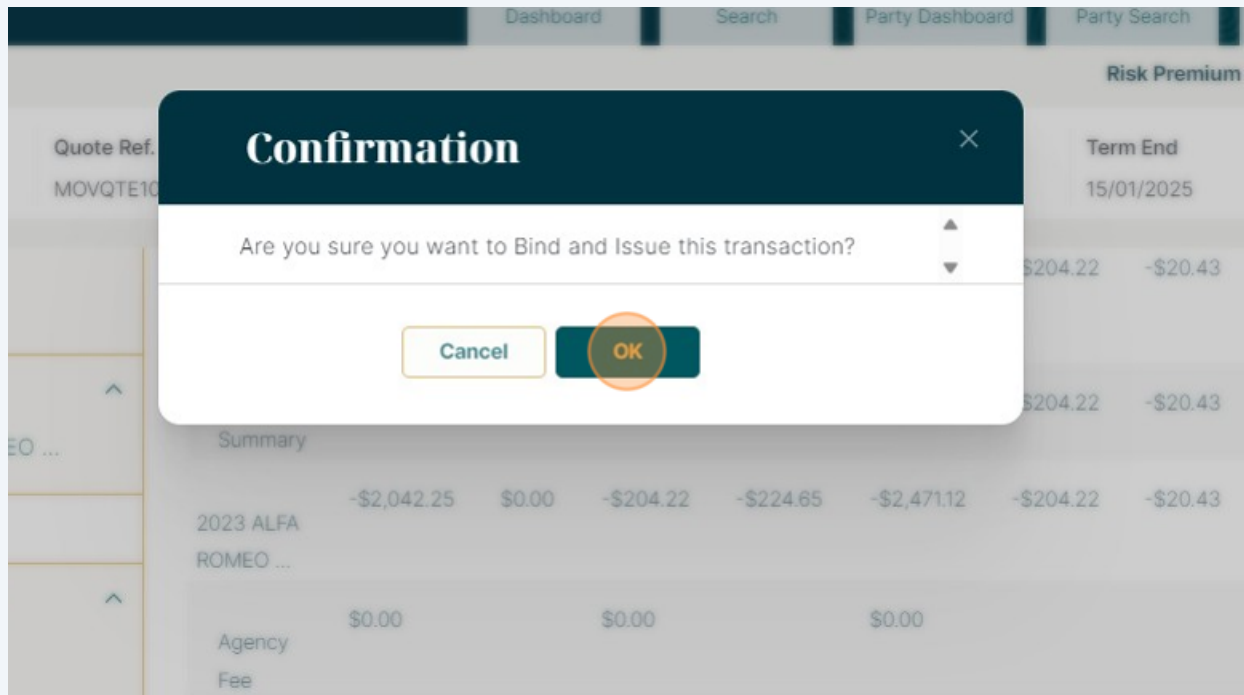 Dashboard Search Party Dashboard Party Search
Risk Premium
Confirmation
Quote Ref. Term End
MOVQTE10 15/01/2025
Are you sure you want to Bind and Issue this transaction?
$204.22 -$20.43
Cancel OK
$204.22 -$20.43
EO ...
Summary
-$2,042.25 $0.00 -$204.22 -$224.65 -$2,471.12 -$204.22 -$20.43
2023 ALFA
ROMEO ...
$0.00 $0.00 $0.00
Agency
Fee